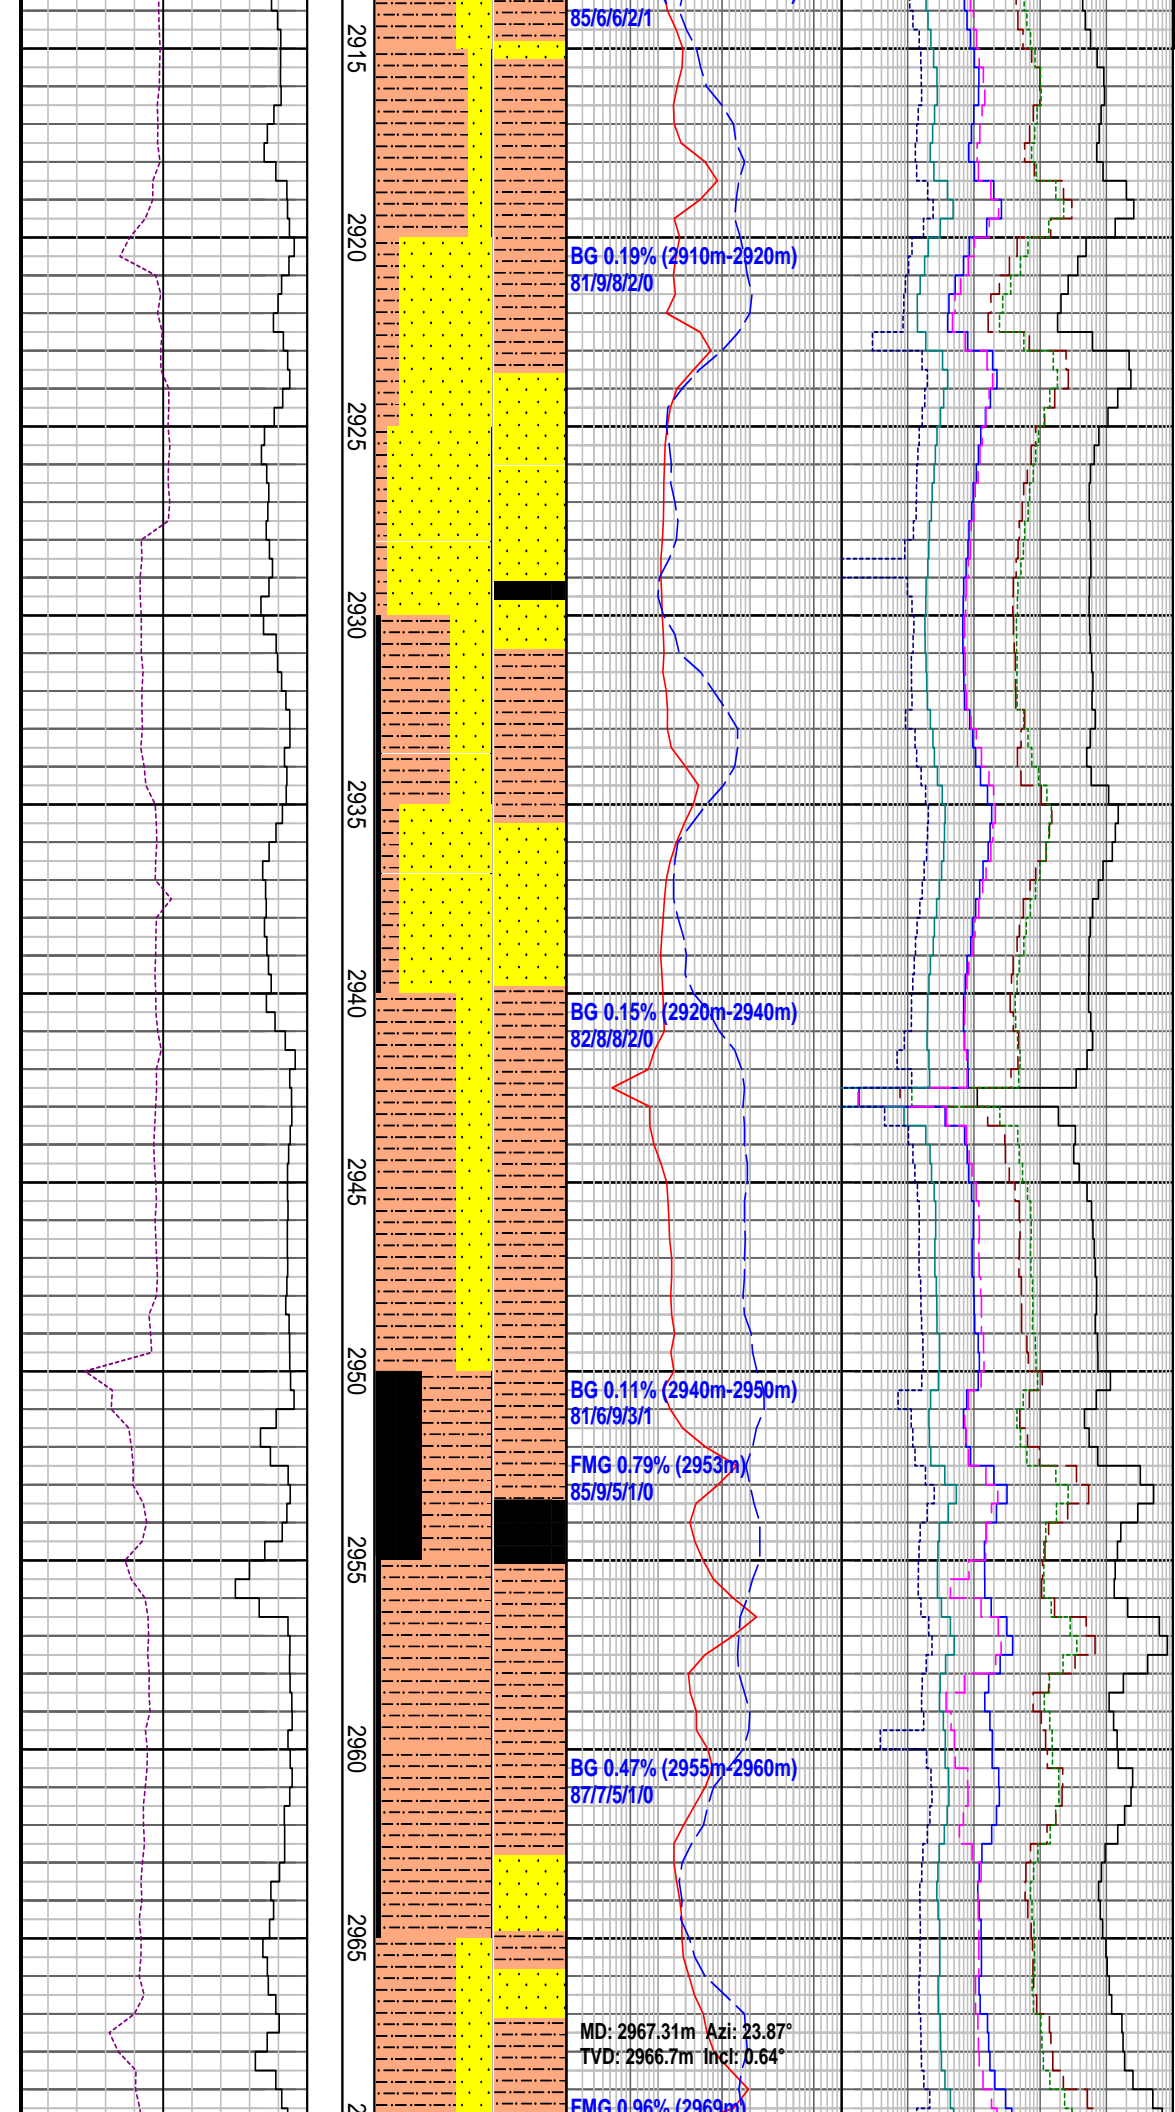 85/6/6/2/1
2915
2920
BG 0.19% (2910m-2920m)
81/9/8/2/0
2925
2930
2935
2940
BG 0.15% (2920m-2940m)
82/8/8/2/0
2945
2950
BG 0.11% (2940m-2950m)
81/6/9/3/1
FMG 0.79% (2953m)
85/9/5/1/0
2955
2960
BG 0.47% (2955m-2960m)
87/7/5/1/0
2965
MD: 2967.31m Azi: 23.87°
TVD: 2966.7m Incl: 0.64°
FMG 0.96% (2969m)